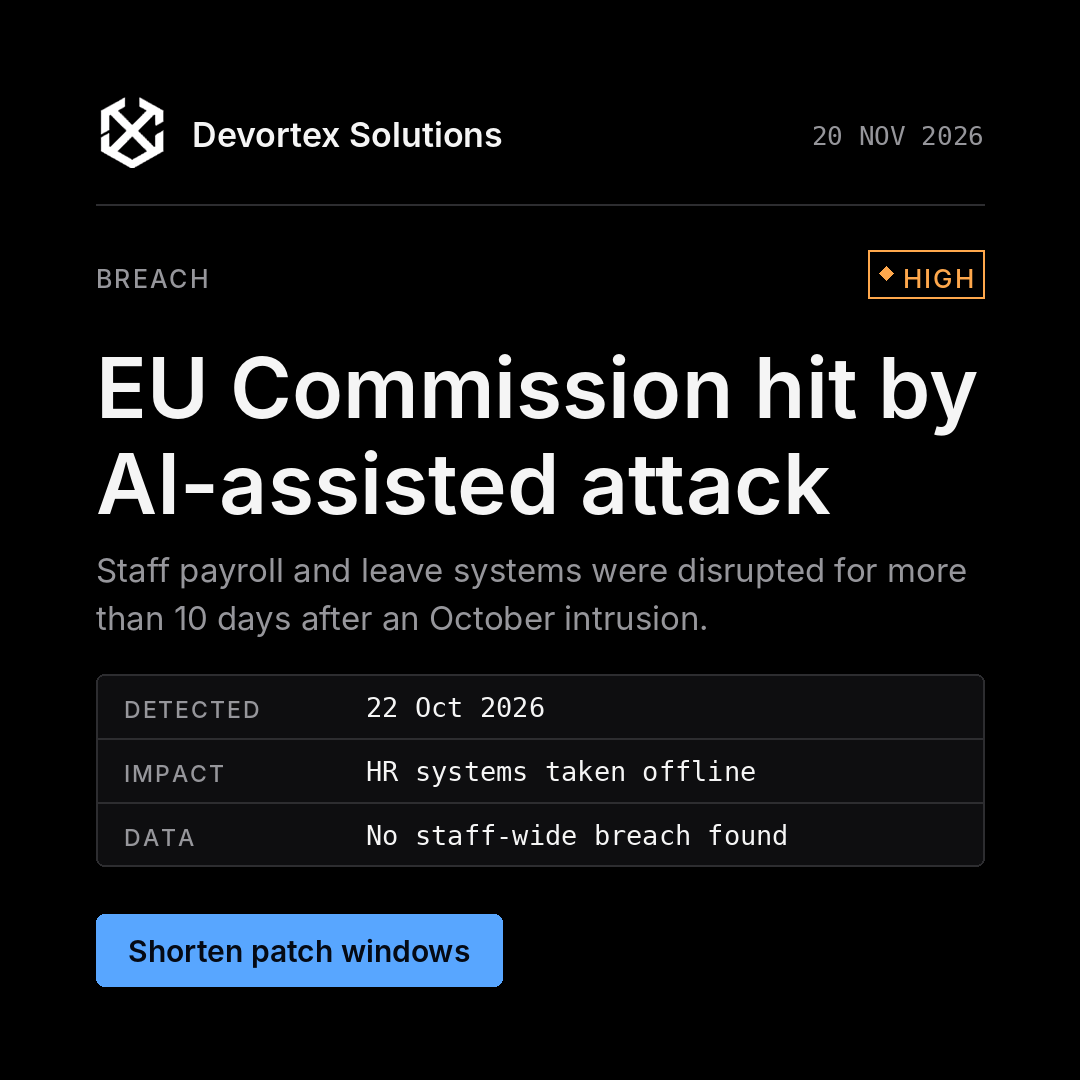 Devortex Solutions
20 NOV 2026
BREACH
HIGH
EU Commission hit by
AI-assisted attack
Staff payroll and leave systems were disrupted for more
than 10 days after an October intrusion.
DETECTED 22 Oct 2026
IMPACT HR systems taken offline
DATA No staff-wide breach found
Shorten patch windows